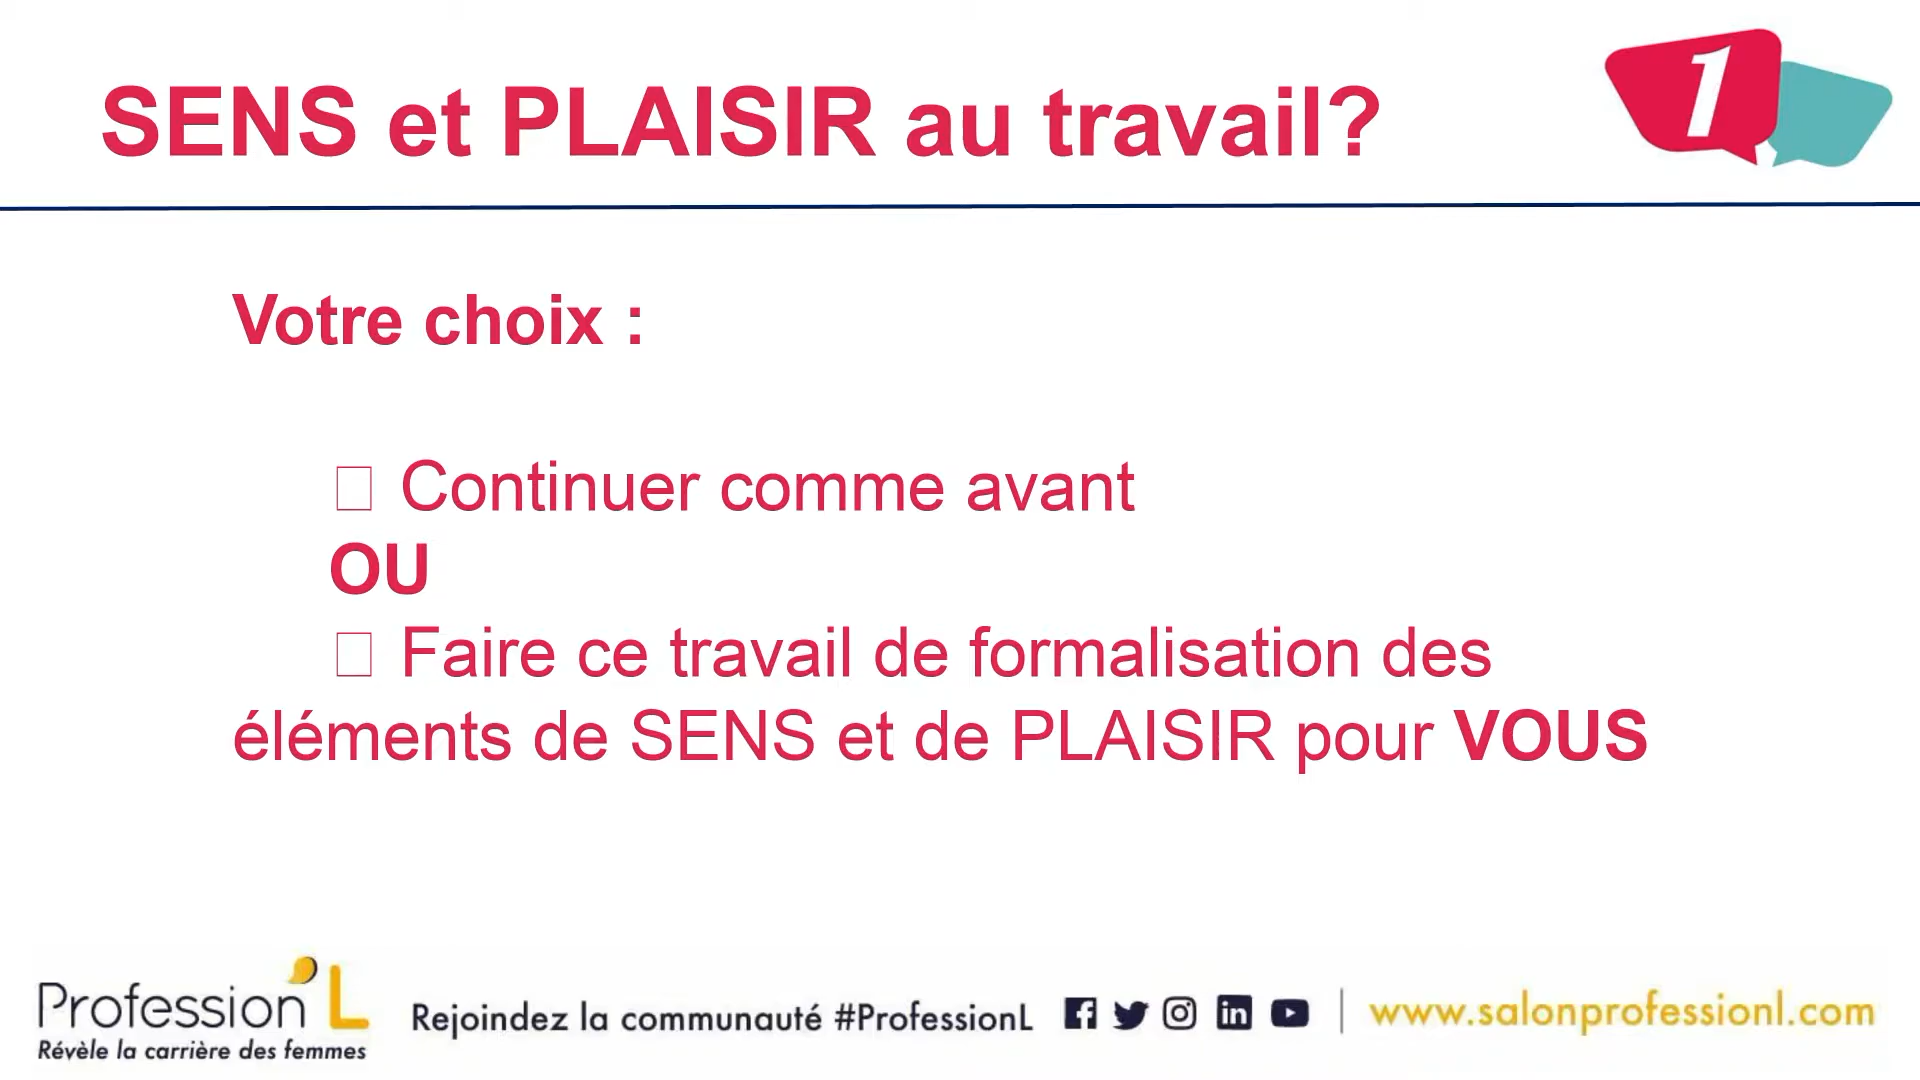 SENS et PLAISIR au travail?
1
Votre choix :
□ Continuer comme avant
OU
□ Faire ce travail de formalisation des
éléments de SENS et de PLAISIR pour VOUS
Profession'L
Révèle la carrière des femmes
Rejoindez la communauté #ProfessionL
www.salonprofessionl.com